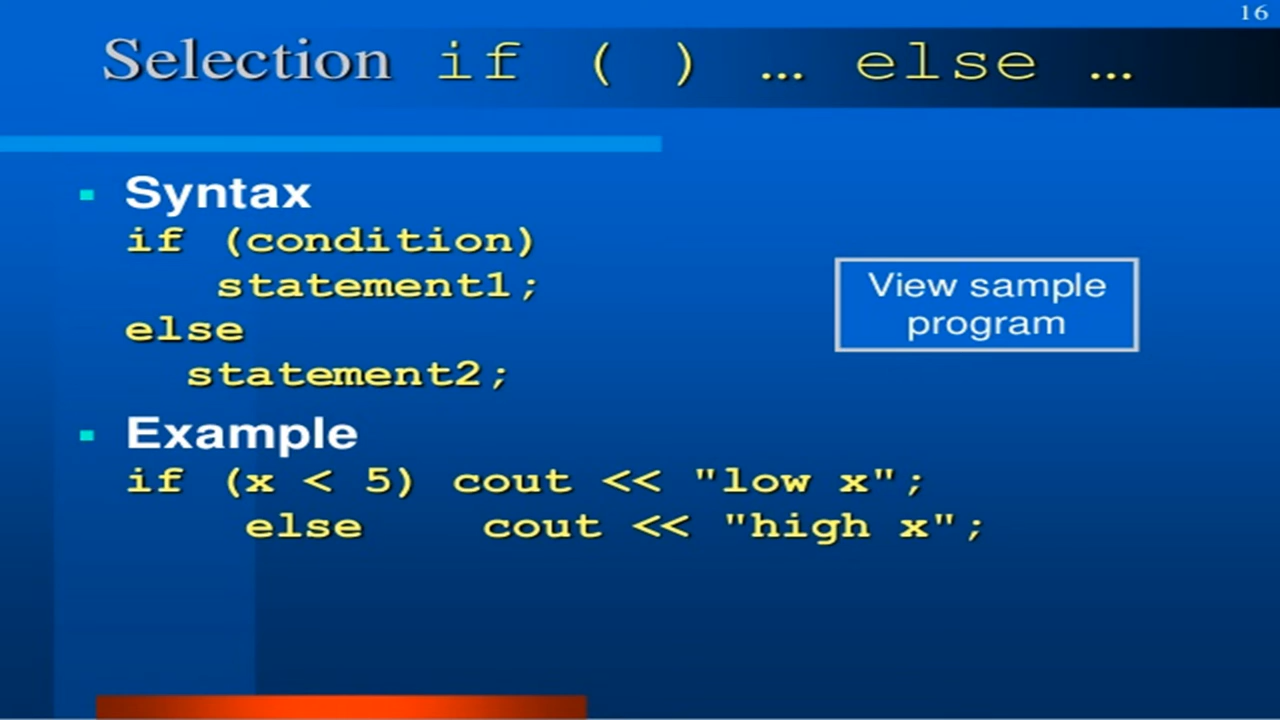 16
Selection if ( ) … else …
Syntax
if (condition)
statement1;
else
statement2;
View sample
program
Example
if (x < 5) cout << "low x";
else cout << "high x";